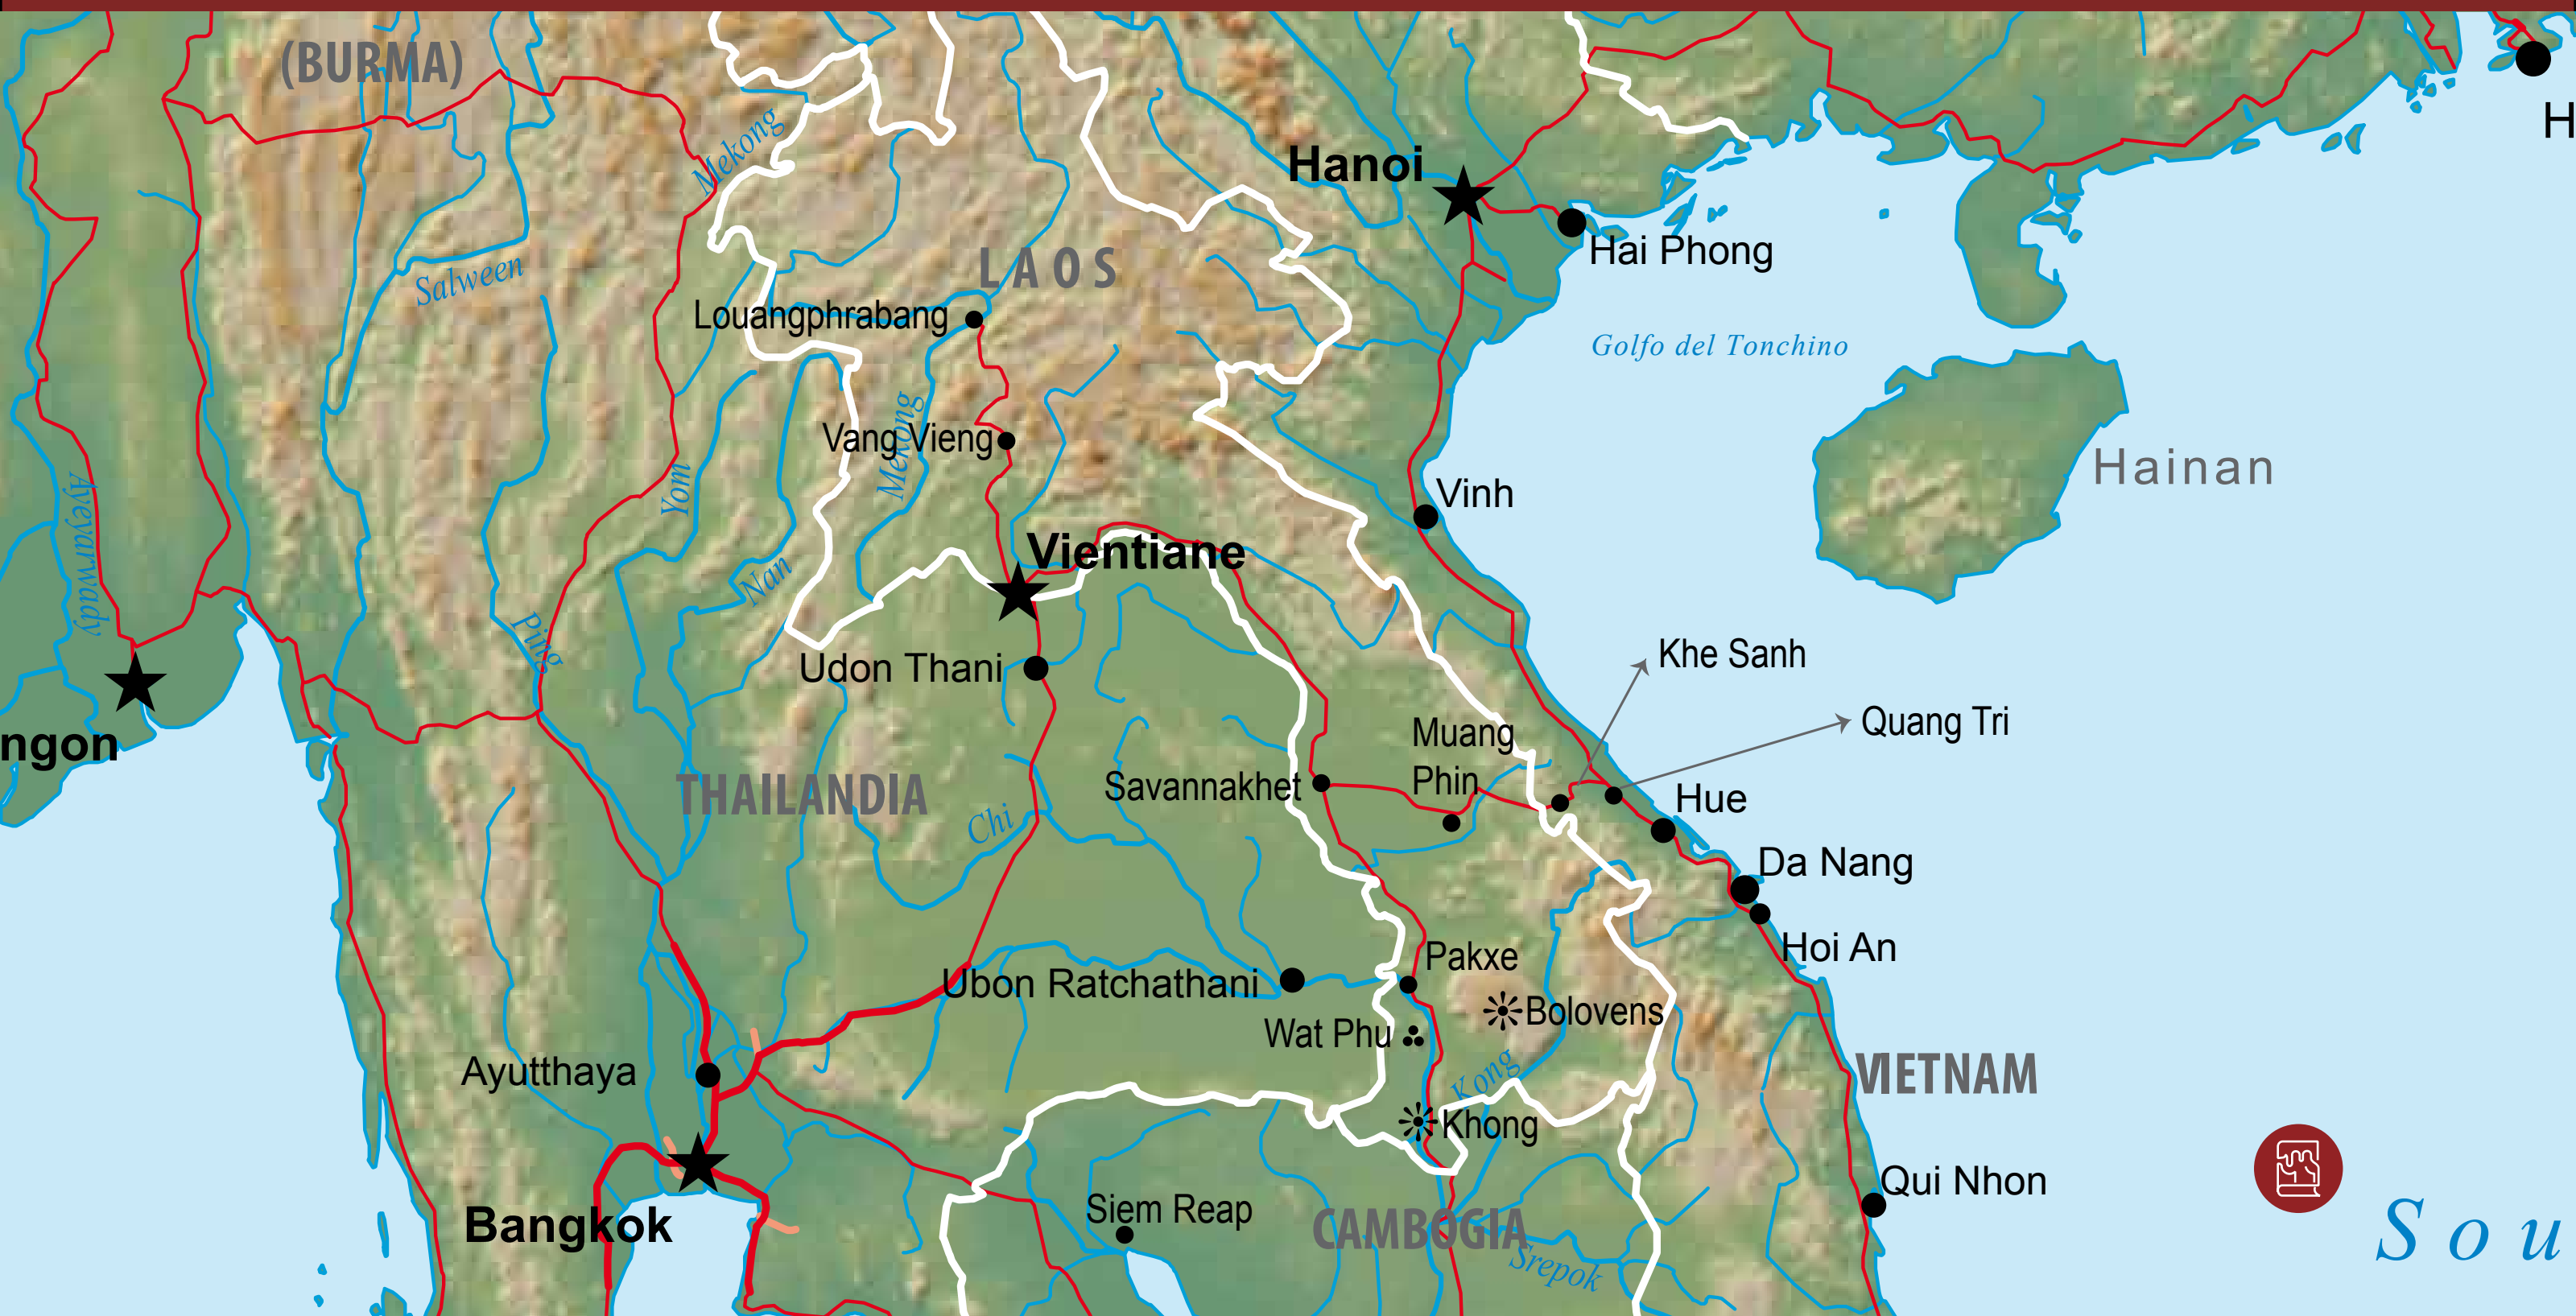 (BURMA)
H
Hanoi
Mekong
Hai Phong
LAOS
Salween
Louangphrabang
Golfo del Tonchino
Vang Vieng
Mekong
Hainan
Yom
Vinh
Ayeyarwady
Vientiane
Nan
Ping
Udon Thani
Khe Sanh
Quang Tri
Muang
Phin
ngon
THAILANDIA
Savannakhet
Hue
Chi
Da Nang
Hoi An
Pakxe
Ubon Ratchathani
Bolovens
Wat Phu
Ayutthaya
Kong
VIETNAM
Khong
Qui Nhon
Siem Reap
Bangkok
CAMBOGIA
Srepok
Sou